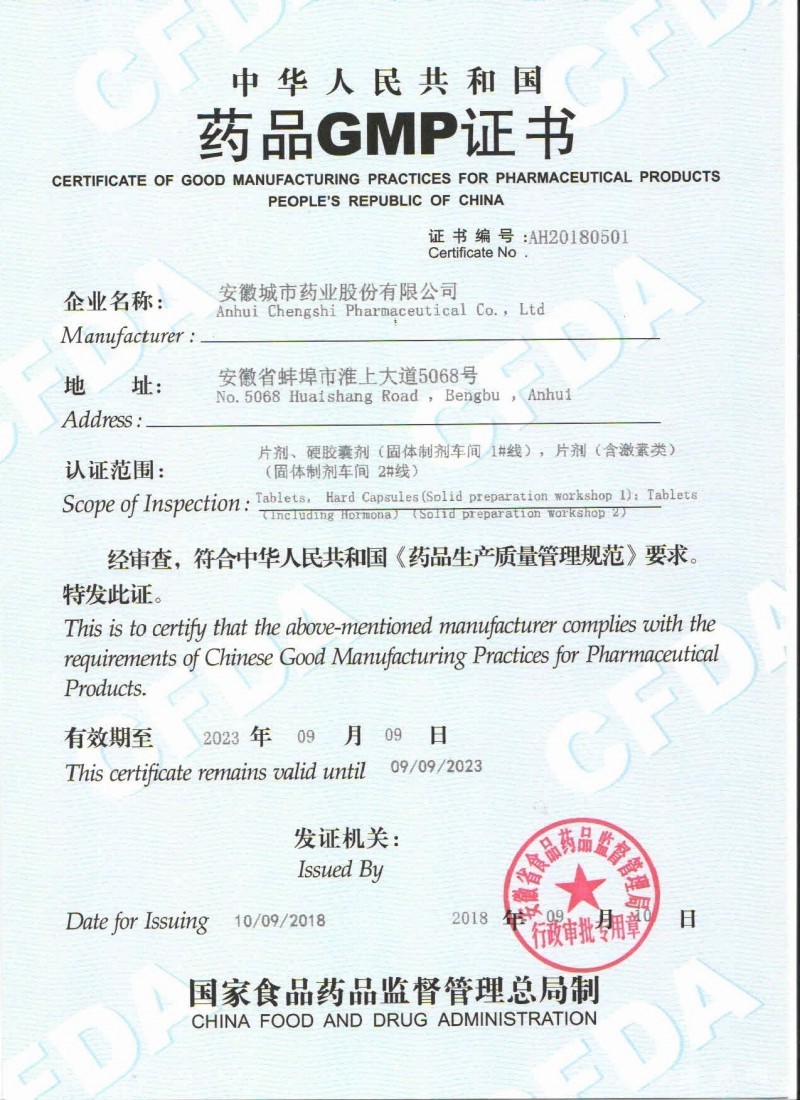 中华人民共和国
药品GMP证书
CERTIFICATE OF GOOD MANUFACTURING PRACTICES FOR PHARMACEUTICAL PRODUCTS
PEOPLE'S REPUBLIC OF CHINA
证书编号:AH20180501
Certificate No .
企业名称: 安徽城市药业股份有限公司
Anhui Chengshi Pharmaceutical Co., Ltd
Manufacturer :
地 址: 安徽省蚌埠市淮上大道5068号
No.5068 Huaishang Road , Bengbu , Anhui
Address :
片剂、硬胶囊剂（固体制剂车间 1#线），片剂（含激素类）
认证范围: （固体制剂车间 2#线）
Scope of Inspection : Tablets, Hard Capsules(Solid preparation workshop 1); Tablets
(Including Hormona) (Solid preparation workshop 2)
经审查，符合中华人民共和国《药品生产质量管理规范》要求。
特发此证。
This is to certify that the above-mentioned manufacturer complies with the
requirements of Chinese Good Manufacturing Practices for Pharmaceutical
Products.
有效期至 2023 年 09 月 09 日
This certificate remains valid until 09/09/2023
发证机关：
Issued By
安徽省食品药品监督管理局
行政审批专用章
Date for Issuing 10/09/2018 2018 年 09 月 10 日
国家食品药品监督管理总局制
CHINA FOOD AND DRUG ADMINISTRATION
CFDA
CFDA
CFDA
CFDA
CFDA
CFDA
CFDA
CFDA